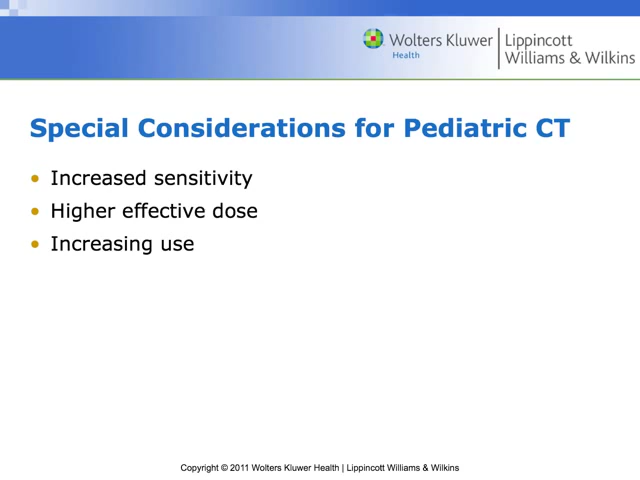 Wolters Kluwer
Health
Lippincott
Williams & Wilkins
Special Considerations for Pediatric CT
• Increased sensitivity
• Higher effective dose
• Increasing use
Copyright © 2011 Wolters Kluwer Health | Lippincott Williams & Wilkins